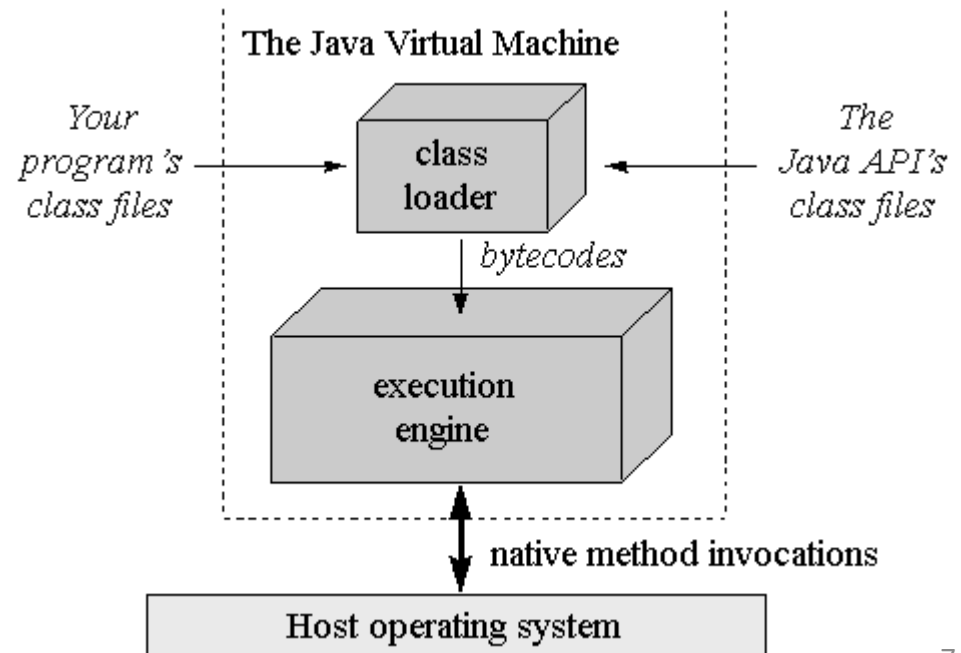 The Java Virtual Machine
Your
program's
class files
class
loader
The
Java API's
class files
bytecodes
execution
engine
native method invocations
Host operating system